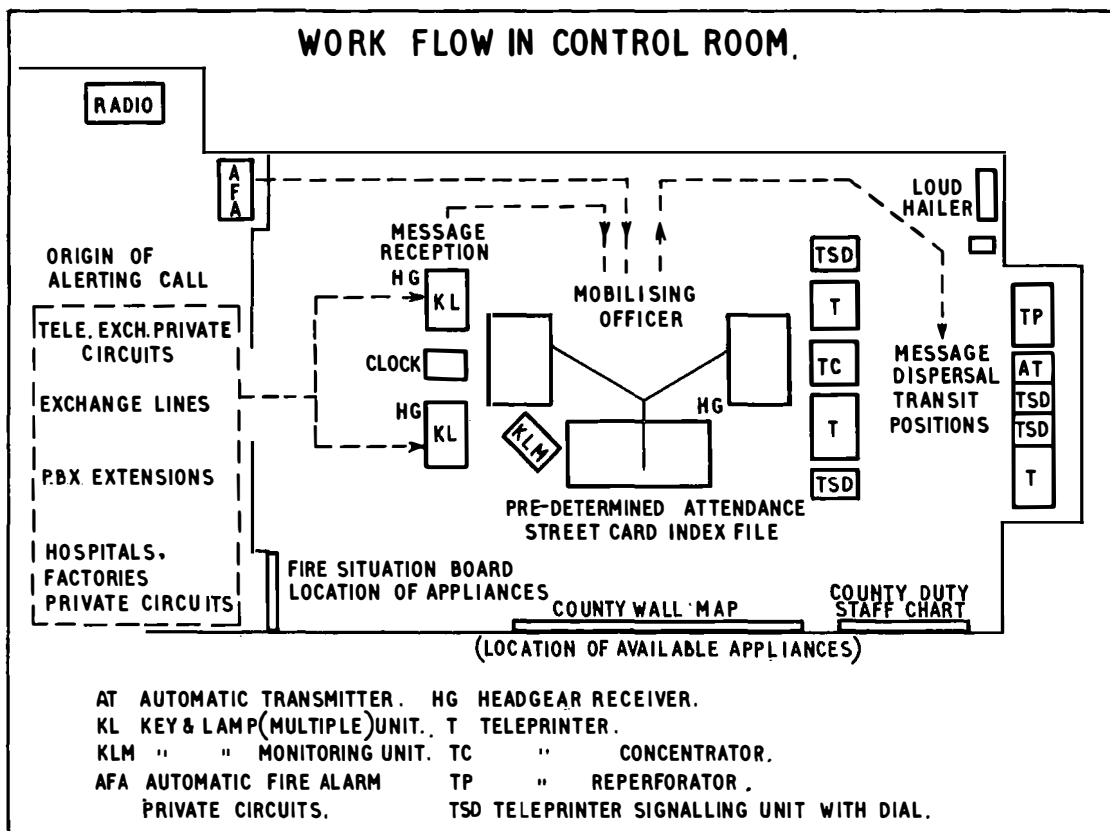 WORK FLOW IN CONTROL ROOM.
RADIO
A
F
A
LOUD
HAILER
MESSAGE
RECEPTION
ORIGIN OF
ALERTING CALL
HG
KL
TSD
T
MOBILISING
OFFICER
TELE. EXCH. PRIVATE
CIRCUITS
CLOCK
TC
TP
MESSAGE
DISPERSAL
TRANSIT
POSITIONS
AT
TSD
TSD
T
EXCHANGE LINES
HG
KL
HG
KLM
T
P.B.X. EXTENSIONS
TSD
PRE-DETERMINED ATTENDANCE
STREET CARD INDEX FILE
HOSPITALS.
FACTORIES
PRIVATE CIRCUITS
FIRE SITUATION BOARD
LOCATION OF APPLIANCES
COUNTY WALL MAP
COUNTY DUTY
STAFF CHART
(LOCATION OF AVAILABLE APPLIANCES)
AT AUTOMATIC TRANSMITTER. HG HEADGEAR RECEIVER.
KL KEY & LAMP (MULTIPLE) UNIT. T TELEPRINTER.
KLM " " MONITORING UNIT. TC " CONCENTRATOR.
AFA AUTOMATIC FIRE ALARM TP " REPERFORATOR.
PRIVATE CIRCUITS. TSD TELEPRINTER SIGNALLING UNIT WITH DIAL.